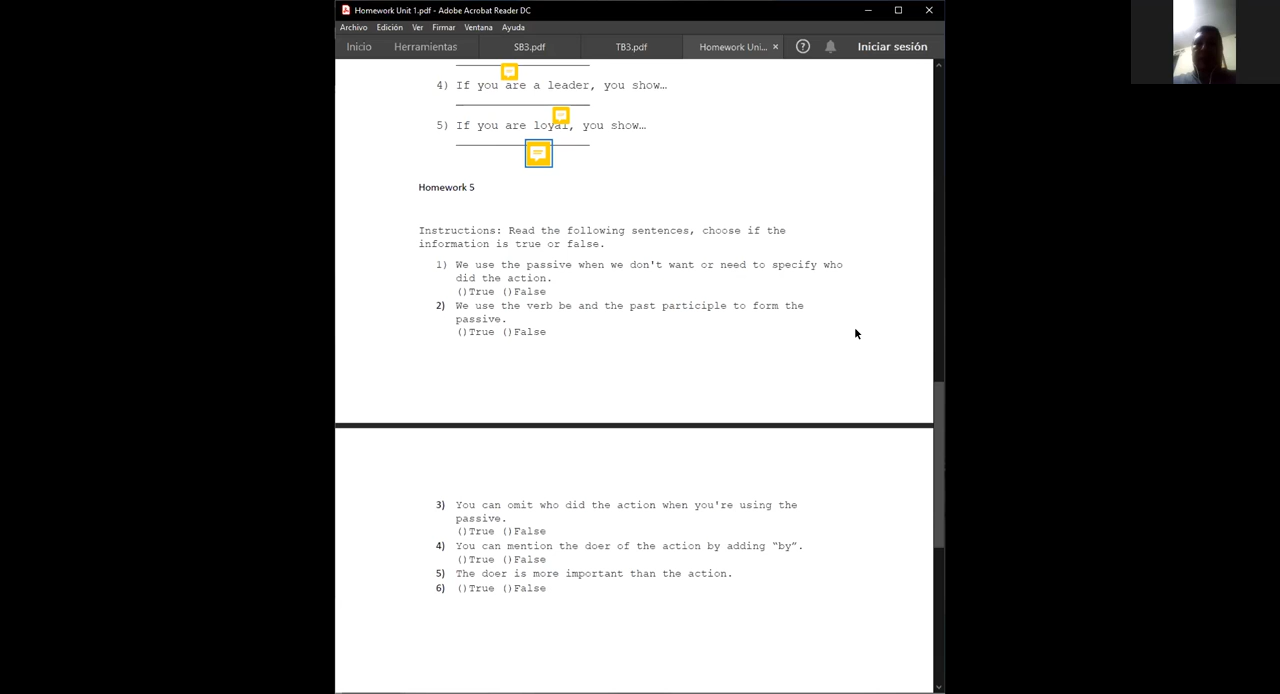 Homework Unit 1.pdf - Adobe Acrobat Reader DC
Archivo Edición Ver Firmar Ventana Ayuda
Inicio Herramientas SB3.pdf TB3.pdf Homework Uni... × ? Iniciar sesión
4) If you are a leader, you show…
5) If you are loyal, you show…
Homework 5
Instructions: Read the following sentences, choose if the
information is true or false.
1) We use the passive when we don't want or need to specify who
did the action.
()True ()False
2) We use the verb be and the past participle to form the
passive.
()True ()False
3) You can omit who did the action when you're using the
passive.
()True ()False
4) You can mention the doer of the action by adding “by”.
()True ()False
5) The doer is more important than the action.
6) ()True ()False